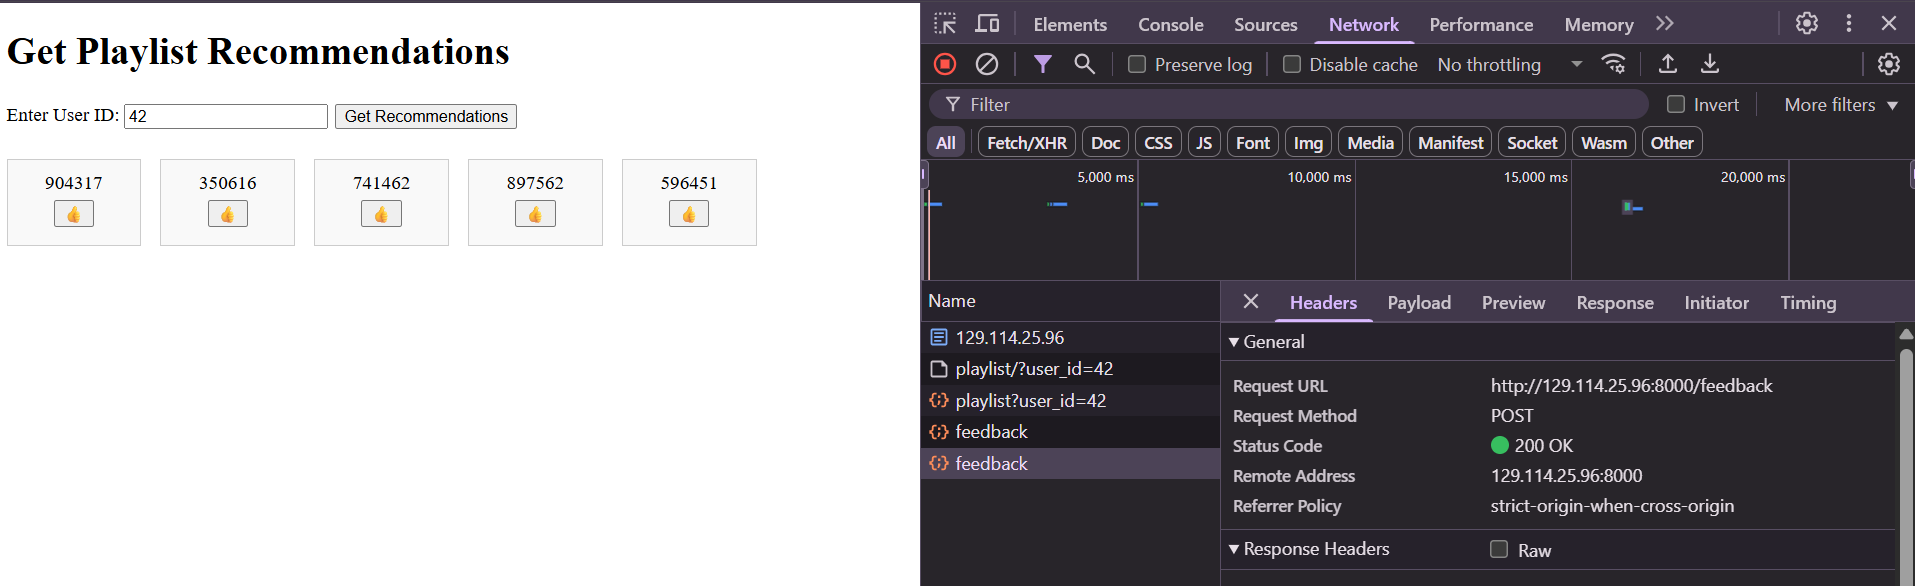 Get Playlist Recommendations
Enter User ID: 42 Get Recommendations
904317 350616 741462 897562 596451
Elements Console Sources Network Performance Memory
Preserve log Disable cache No throttling
Filter Invert More filters
All Fetch/XHR Doc CSS JS Font Img Media Manifest Socket Wasm Other
5,000 ms 10,000 ms 15,000 ms 20,000 ms
Name
129.114.25.96
playlist/?user_id=42
playlist?user_id=42
feedback
feedback
Headers Payload Preview Response Initiator Timing
General
Request URL http://129.114.25.96:8000/feedback
Request Method POST
Status Code 200 OK
Remote Address 129.114.25.96:8000
Referrer Policy strict-origin-when-cross-origin
Response Headers Raw